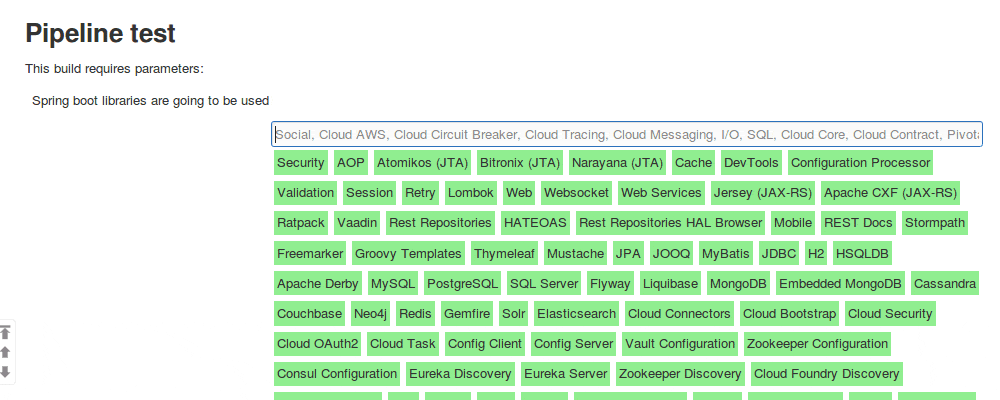 Pipeline test
This build requires parameters:
Spring boot libraries are going to be used
Social, Cloud AWS, Cloud Circuit Breaker, Cloud Tracing, Cloud Messaging, I/O, SQL, Cloud Core, Cloud Contract, Pivota
Security AOP Atomikos (JTA) Bitronix (JTA) Narayana (JTA) Cache DevTools Configuration Processor
Validation Session Retry Lombok Web Websocket Web Services Jersey (JAX-RS) Apache CXF (JAX-RS)
Ratpack Vaadin Rest Repositories HATEOAS Rest Repositories HAL Browser Mobile REST Docs Stormpath
Freemarker Groovy Templates Thymeleaf Mustache JPA JOOQ MyBatis JDBC H2 HSQLDB
Apache Derby MySQL PostgreSQL SQL Server Flyway Liquibase MongoDB Embedded MongoDB Cassandra
Couchbase Neo4j Redis Gemfire Solr Elasticsearch Cloud Connectors Cloud Bootstrap Cloud Security
Cloud OAuth2 Cloud Task Config Client Config Server Vault Configuration Zookeeper Configuration
Consul Configuration Eureka Discovery Eureka Server Zookeeper Discovery Cloud Foundry Discovery